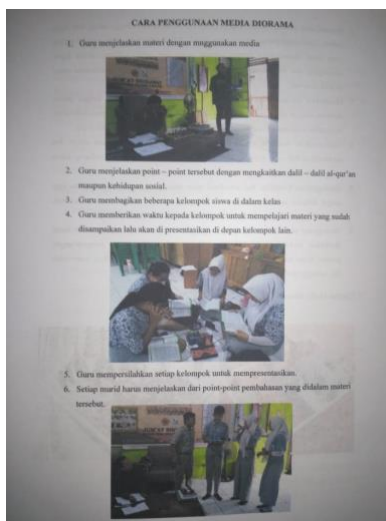 CARA PENGGUNAAN MEDIA DIORAMA
1. Guru menjelaskan materi dengan mnggunakan media
2. Guru menjelaskan point – point tersebut dengan mengkaitkan dalil – dalil al-qur'an
maupun kehidupan sosial.
3. Guru membagikan beberapa kelompok siswa di dalam kelas
4. Guru memberikan waktu kepada kelompok untuk mempelajari materi yang sudah
disampaikan lalu akan di presentasikan di depan kelompok lain.
5. Guru mempersilahkan setiap kelompok untuk mempresentasikan.
6. Setiap murid harus menjelaskan dari point-point pembahasan yang didalam materi
tersebut.